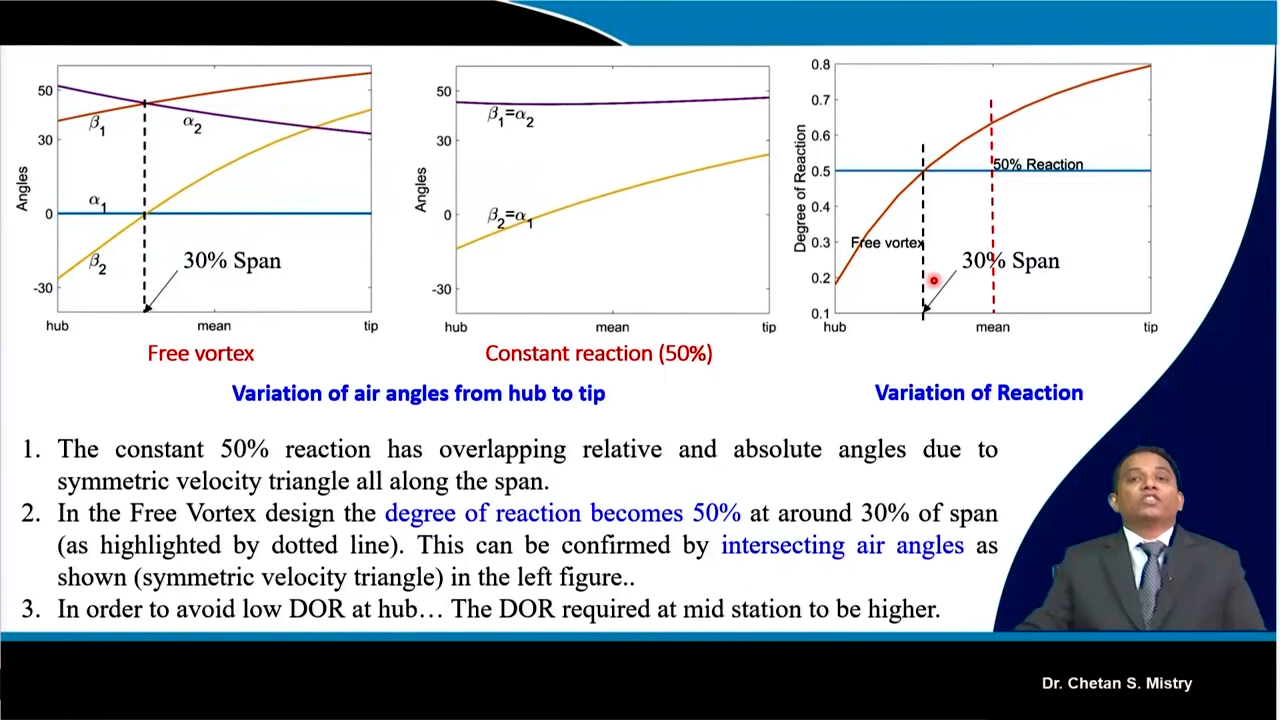 50
30
0
-30
Angles
β1
α2
α1
β2
30% Span
hub
mean
tip
Free vortex
50
30
0
-30
Angles
β1=α2
β2=α1
hub
mean
tip
Constant reaction (50%)
Variation of air angles from hub to tip
0.8
0.7
0.6
0.5
0.4
0.3
0.2
0.1
Degree of Reaction
50% Reaction
Free vortex
30% Span
hub
mean
tip
Variation of Reaction
1. The constant 50% reaction has overlapping relative and absolute angles due to
symmetric velocity triangle all along the span.
2. In the Free Vortex design the degree of reaction becomes 50% at around 30% of span
(as highlighted by dotted line). This can be confirmed by intersecting air angles as
shown (symmetric velocity triangle) in the left figure..
3. In order to avoid low DOR at hub… The DOR required at mid station to be higher.
Dr. Chetan S. Mistry